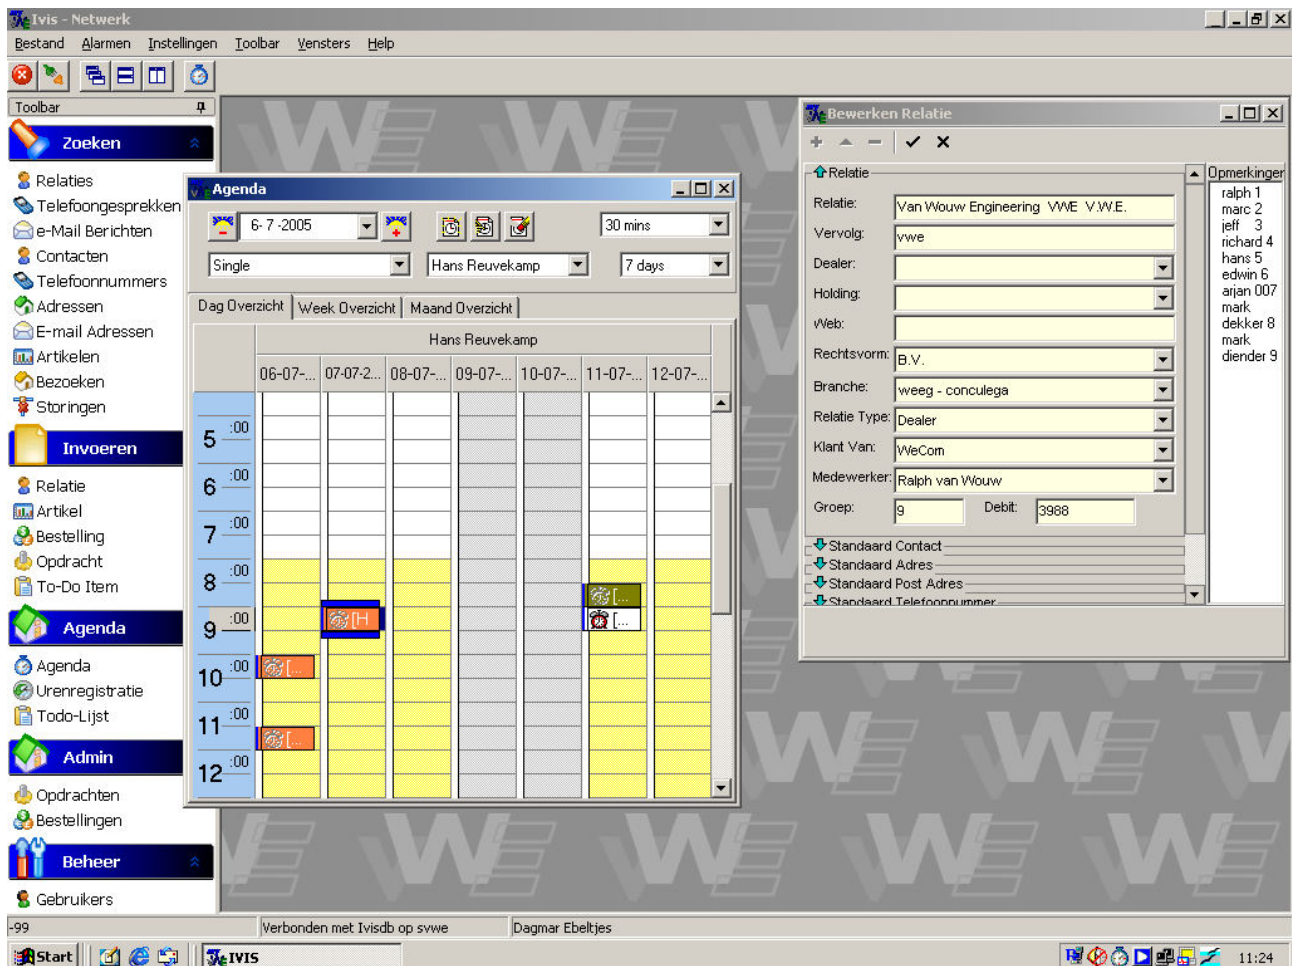 Ivis - Netwerk
Bestand Alarmen Instellingen Toolbar Vensters Help
Toolbar
Zoeken
Relaties
Telefoongesprekken
e-Mail Berichten
Contacten
Telefoonnummers
Adressen
E-mail Adressen
Artikelen
Bezoeken
Storingen
Invoeren
Relatie
Artikel
Bestelling
Opdracht
To-Do Item
Agenda
Agenda
Urenregistratie
Todo-Lijst
Admin
Opdrachten
Bestellingen
Beheer
Gebruikers
Agenda
6- 7 -2005 30 mins
Single Hans Reuvekamp 7 days
Dag Overzicht Week Overzicht Maand Overzicht
Hans Reuvekamp
06-07-... 07-07-2... 08-07-... 09-07-... 10-07-... 11-07-... 12-07-...
5 :00
6 :00
7 :00
8 :00
[...
9 :00
[H
[...
10 :00
[...
11 :00
[...
12 :00
Bewerken Relatie
Relatie
Relatie: Van Wouw Engineering VWE V.W.E.
Vervolg: vwe
Dealer:
Holding:
Web:
Rechtsvorm: B.V.
Branche: weeg - conculega
Relatie Type: Dealer
Klant Van: WeCom
Medewerker: Ralph van Wouw
Groep: 9 Debit: 3988
Standaard Contact
Standaard Adres
Standaard Post Adres
Standaard Telefoonnummer
Opmerkingen
ralph 1
marc 2
jeff 3
richard 4
hans 5
edwin 6
arjan 007
mark
dekker 8
mark
diender 9
-99 Verbonden met Ivisdb op svwe Dagmar Ebeltjes
Start IVIS 11:24